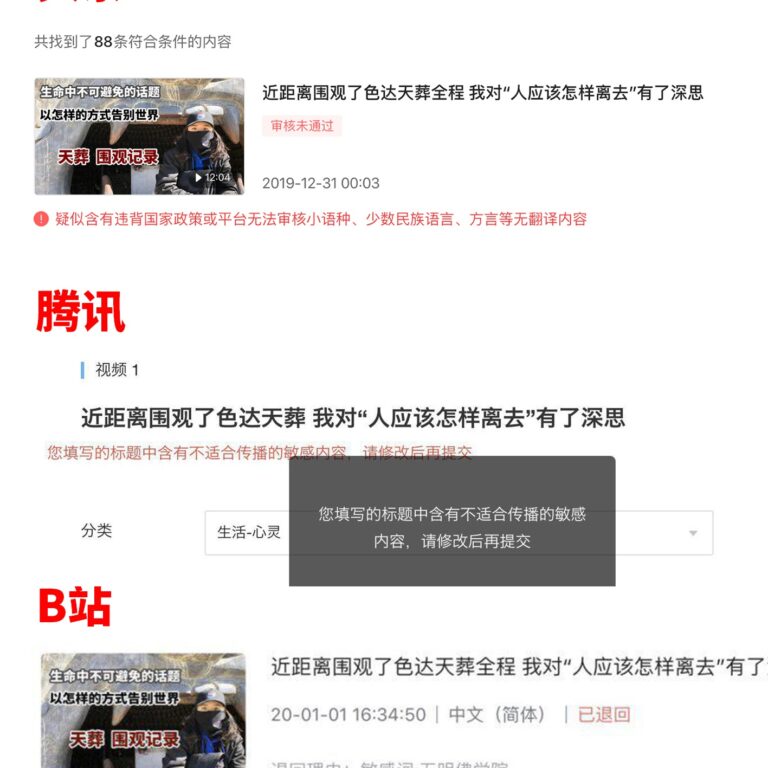 共找到了88条符合条件的内容
生命中不可避免的话题
以怎样的方式告别世界
天葬 围观记录
12:04
近距离围观了色达天葬全程 我对“人应该怎样离去”有了深思
审核未通过
2019-12-31 00:03
疑似含有违背国家政策或平台无法审核小语种、少数民族语言、方言等无翻译内容
腾讯
视频 1
近距离围观了色达天葬 我对“人应该怎样离去”有了深思
您填写的标题中含有不适合传播的敏感内容，请修改后再提交
您填写的标题中含有不适合传播的敏感
内容，请修改后再提交
分类
生活-心灵
B站
生命中不可避免的话题
以怎样的方式告别世界
天葬 围观记录
近距离围观了色达天葬全程 我对“人应该怎样离去”有了
20-01-01 16:34:50 | 中文（简体） | 已退回